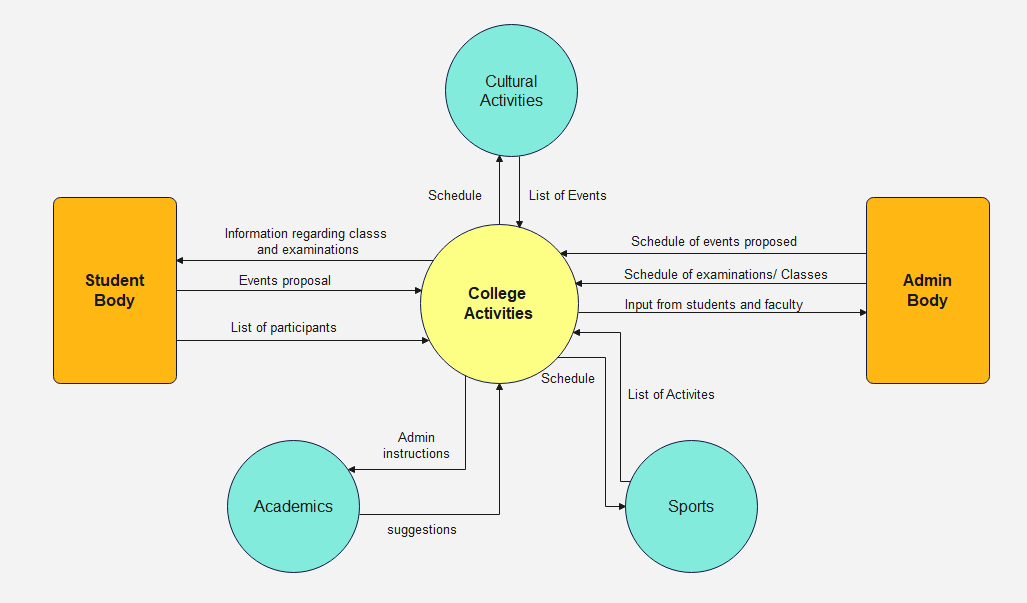 Cultural
Activities
Schedule
List of Events
Information regarding classs
and examinations
Events proposal
List of participants
Student
Body
College
Activities
Schedule of events proposed
Schedule of examinations/ Classes
Input from students and faculty
Admin
Body
Schedule
List of Activites
Admin
instructions
Academics
suggestions
Sports